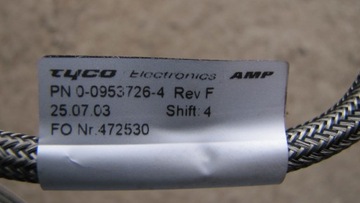 tyco Electronics AMP
PN 0-0953726-4 Rev F
25.07.03 Shift: 4
FO Nr.472530